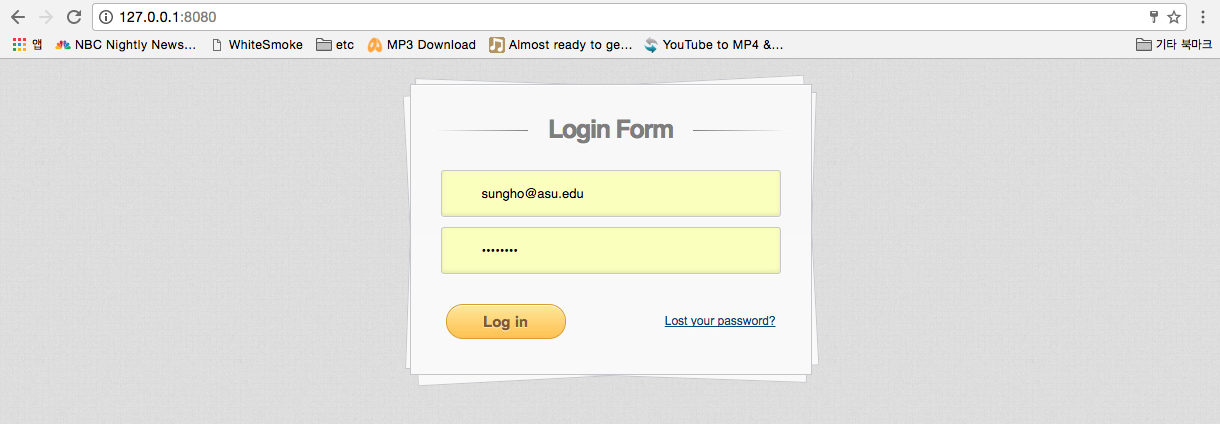 127.0.0.1:8080
앱 NBC Nightly News… WhiteSmoke etc MP3 Download Almost ready to ge… YouTube to MP4 &… 기타 북마크
Login Form
sungho@asu.edu
••••••••
Log in Lost your password?